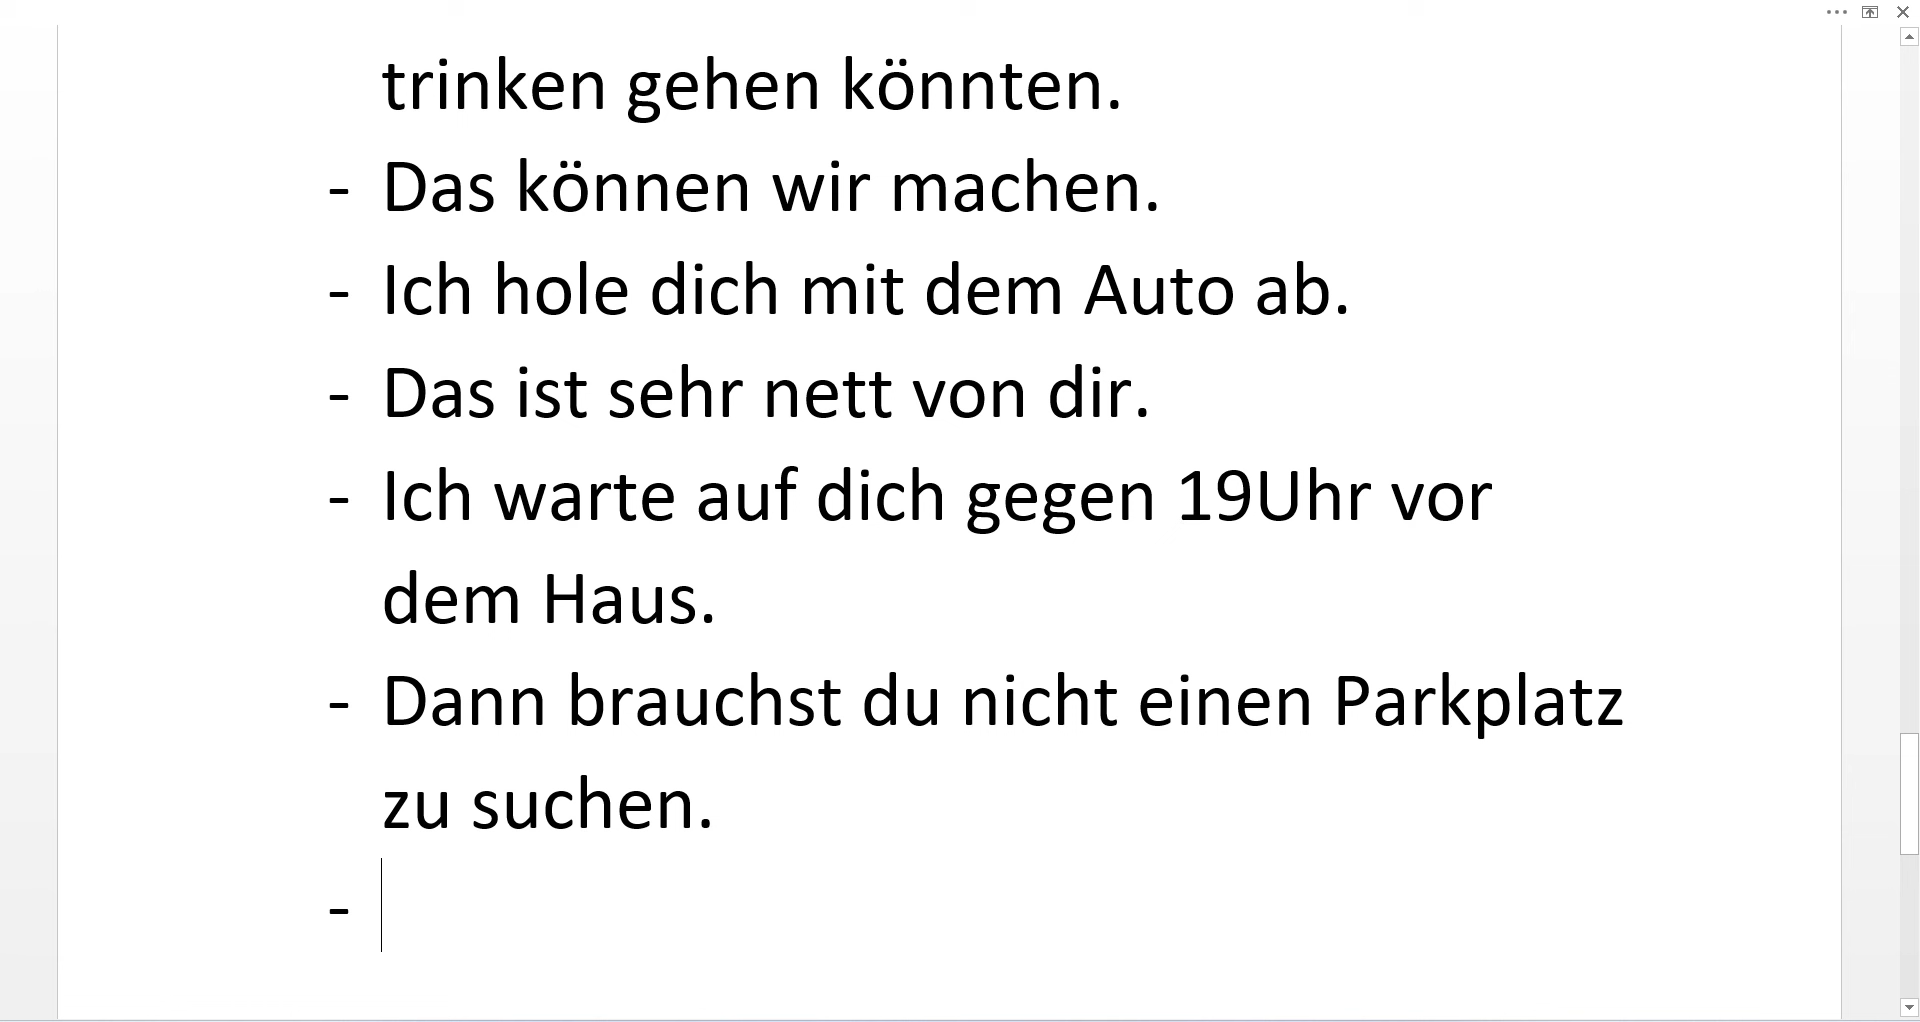 trinken gehen könnten.
- Das können wir machen.
- Ich hole dich mit dem Auto ab.
- Das ist sehr nett von dir.
- Ich warte auf dich gegen 19Uhr vor
dem Haus.
- Dann brauchst du nicht einen Parkplatz
zu suchen.
-